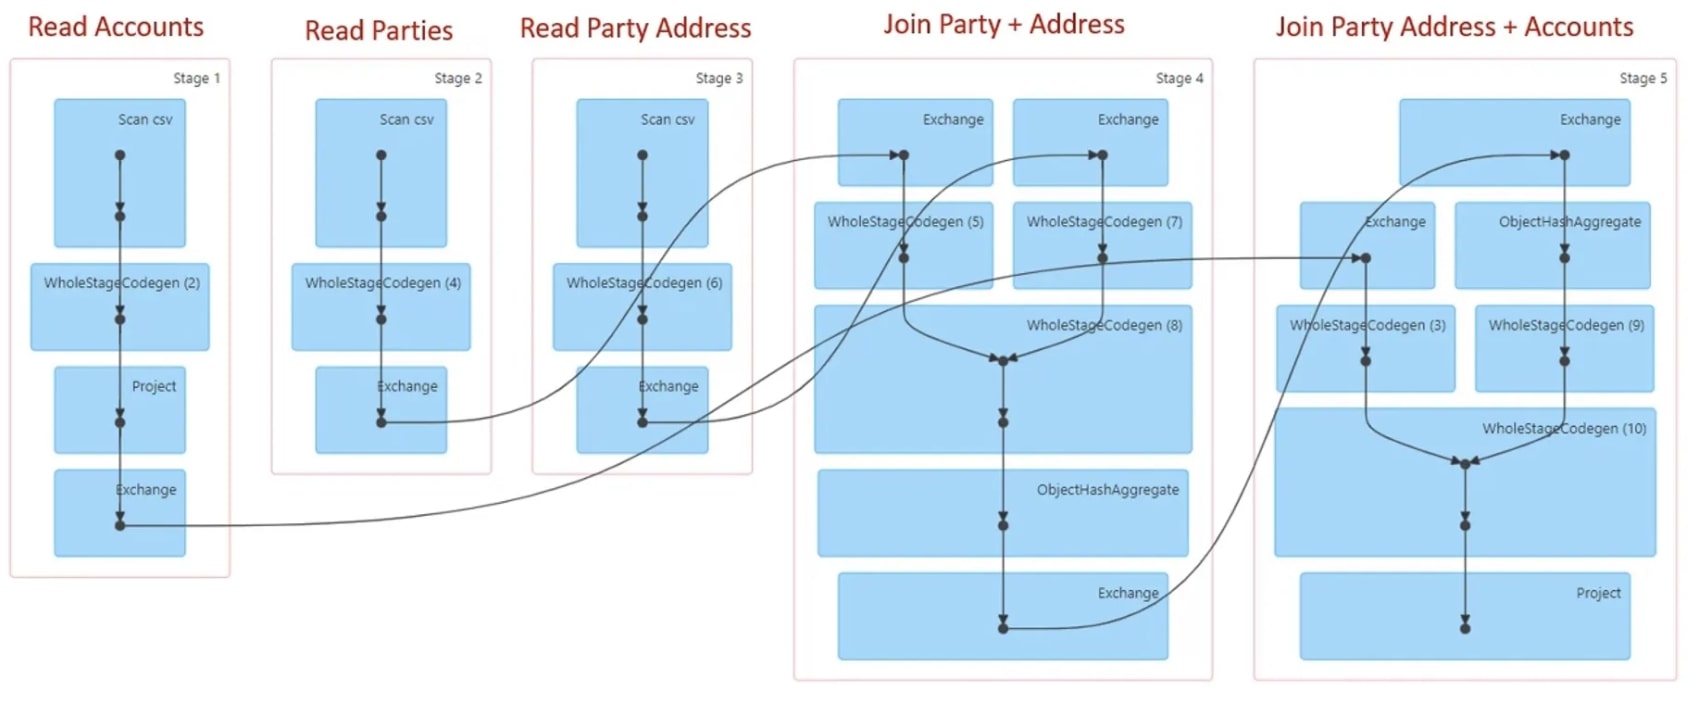 Read Accounts
Read Parties
Read Party Address
Join Party + Address
Join Party Address + Accounts
Stage 1
Scan csv
WholeStageCodegen (2)
Project
Exchange
Stage 2
Scan csv
WholeStageCodegen (4)
Exchange
Stage 3
Scan csv
WholeStageCodegen (6)
Exchange
Stage 4
Exchange
Exchange
WholeStageCodegen (5)
WholeStageCodegen (7)
WholeStageCodegen (8)
ObjectHashAggregate
Exchange
Stage 5
Exchange
Exchange
ObjectHashAggregate
WholeStageCodegen (3)
WholeStageCodegen (9)
WholeStageCodegen (10)
Project